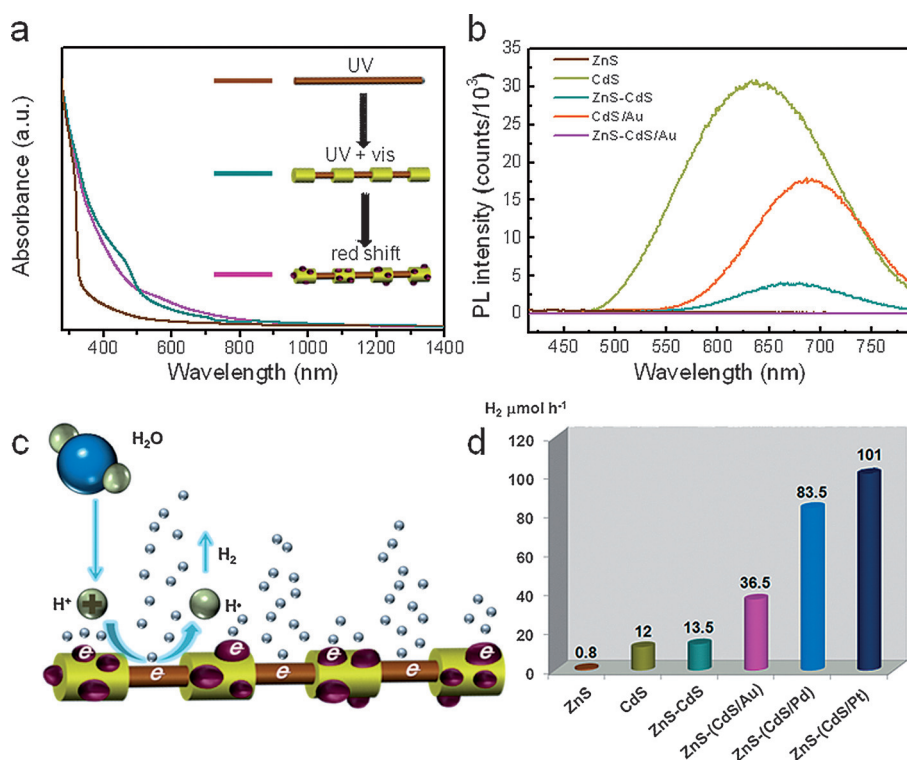 a
Absorbance (a.u.)
UV
UV + vis
red shift
400 600 800 1000 1200 1400
Wavelength (nm)
b
PL intensity (counts/10³)
35
30
25
20
15
10
5
0
ZnS
CdS
ZnS-CdS
CdS/Au
ZnS-CdS/Au
450 500 550 600 650 700 750
Wavelength (nm)
c
H₂O
H₂
H⁺
H•
+
e⁻ e⁻ e⁻ e⁻ e⁻ e⁻ e⁻
d
H₂ μmol h⁻¹
120
100
80
60
40
20
0
0.8
12
13.5
36.5
83.5
101
ZnS
CdS
ZnS-CdS
ZnS-(CdS/Au)
ZnS-(CdS/Pd)
ZnS-(CdS/Pt)